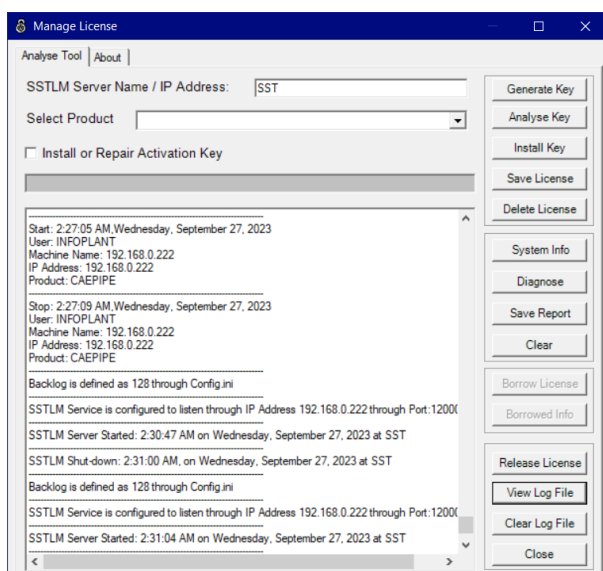 Manage License
Analyse Tool
About
SSTLM Server Name / IP Address:
SST
Select Product
Install or Repair Activation Key
Start: 2:27:05 AM,Wednesday, September 27, 2023
User: INFOPLANT
Machine Name: 192.168.0.222
IP Address: 192.168.0.222
Product: CAEPIPE
Stop: 2:27:09 AM,Wednesday, September 27, 2023
User: INFOPLANT
Machine Name: 192.168.0.222
IP Address: 192.168.0.222
Product: CAEPIPE
Backlog is defined as 128 through Config.ini
SSTLM Service is configured to listen through IP Address 192.168.0.222 through Port:12000
SSTLM Server Started: 2:30:47 AM on Wednesday, September 27, 2023 at SST
SSTLM Shut-down: 2:31:00 AM, on Wednesday, September 27, 2023 at SST
Backlog is defined as 128 through Config.ini
SSTLM Service is configured to listen through IP Address 192.168.0.222 through Port:12000
SSTLM Server Started: 2:31:04 AM on Wednesday, September 27, 2023 at SST
Generate Key
Analyse Key
Install Key
Save License
Delete License
System Info
Diagnose
Save Report
Clear
Borrow License
Borrowed Info
Release License
View Log File
Clear Log File
Close